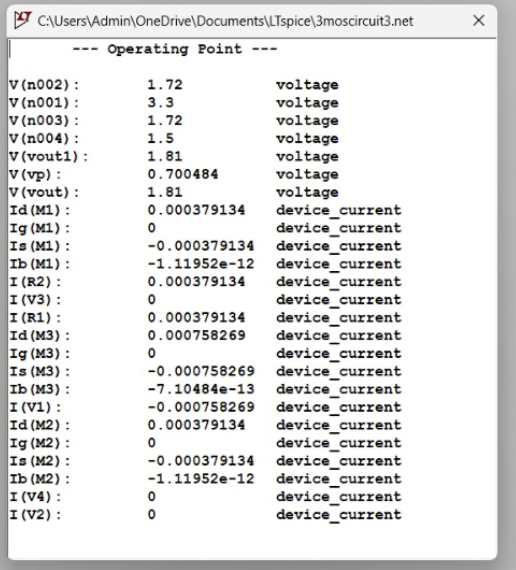 C:\Users\Admin\OneDrive\Documents\LTspice\3moscircuit3.net
--- Operating Point ---
V(n002): 1.72 voltage
V(n001): 3.3 voltage
V(n003): 1.72 voltage
V(n004): 1.5 voltage
V(vout1): 1.81 voltage
V(vp): 0.700484 voltage
V(vout): 1.81 voltage
Id(M1): 0.000379134 device_current
Ig(M1): 0 device_current
Is(M1): -0.000379134 device_current
Ib(M1): -1.11952e-12 device_current
I(R2): 0.000379134 device_current
I(V3): 0 device_current
I(R1): 0.000379134 device_current
Id(M3): 0.000758269 device_current
Ig(M3): 0 device_current
Is(M3): -0.000758269 device_current
Ib(M3): -7.10484e-13 device_current
I(V1): -0.000758269 device_current
Id(M2): 0.000379134 device_current
Ig(M2): 0 device_current
Is(M2): -0.000379134 device_current
Ib(M2): -1.11952e-12 device_current
I(V4): 0 device_current
I(V2): 0 device_current